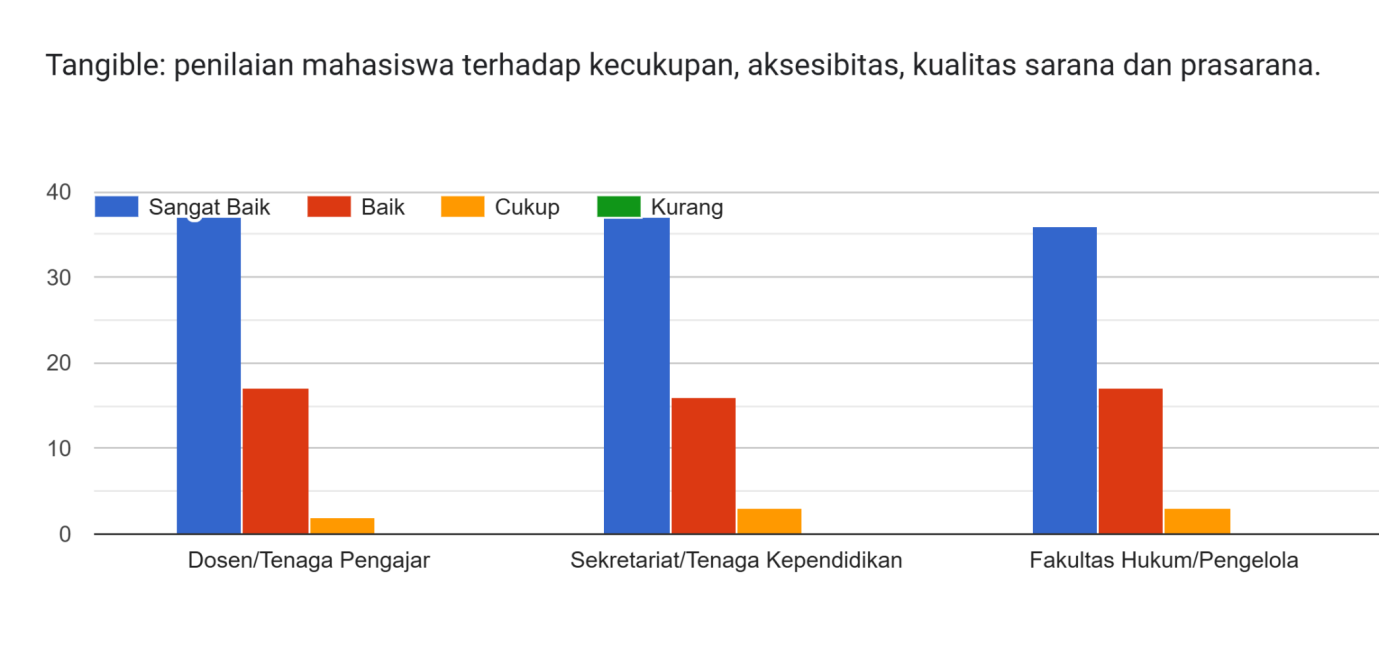 Tangible: penilaian mahasiswa terhadap kecukupan, aksesibitas, kualitas sarana dan prasarana.
40
Sangat Baik Baik Cukup Kurang
30
20
10
0
Dosen/Tenaga Pengajar Sekretariat/Tenaga Kependidikan Fakultas Hukum/Pengelola